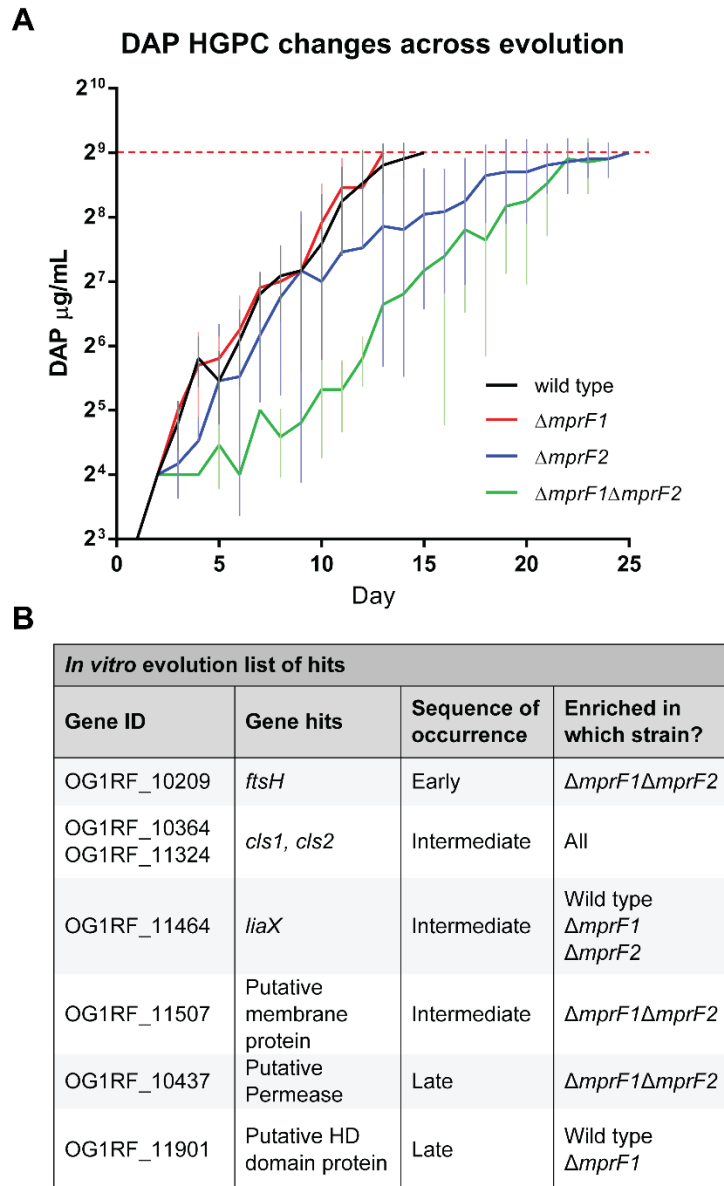 A
DAP HGPC changes across evolution
2^10
2^9
2^8
2^7
2^6
2^5
2^4
2^3
DAP μg/mL
0 5 10 15 20 25
Day
wild type
ΔmprF1
ΔmprF2
ΔmprF1ΔmprF2
B
In vitro evolution list of hits
Gene ID
Gene hits
Sequence of
occurrence
Enriched in
which strain?
OG1RF_10209
ftsH
Early
ΔmprF1ΔmprF2
OG1RF_10364
OG1RF_11324
cls1, cls2
Intermediate
All
OG1RF_11464
liaX
Intermediate
Wild type
ΔmprF1
ΔmprF2
OG1RF_11507
Putative
membrane
protein
Intermediate
ΔmprF1ΔmprF2
OG1RF_10437
Putative
Permease
Late
ΔmprF1ΔmprF2
OG1RF_11901
Putative HD
domain protein
Late
Wild type
ΔmprF1